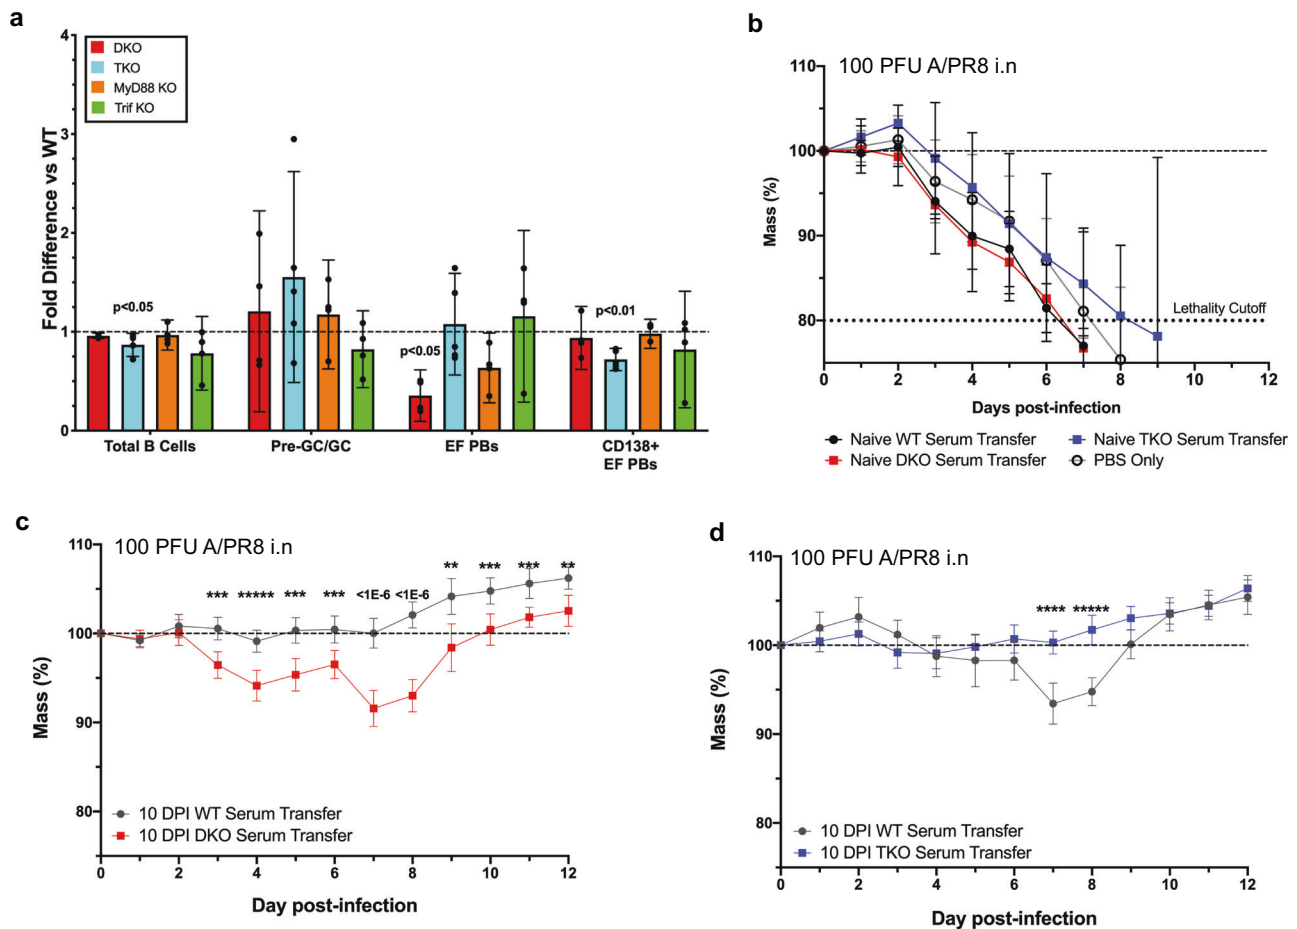 a
4
3
2
1
0
Fold Difference vs WT
DKO
TKO
MyD88 KO
Trif KO
p<0.05
p<0.05
p<0.01
Total B Cells
Pre-GC/GC
EF PBs
CD138+
EF PBs
b
100 PFU A/PR8 i.n
110
100
90
80
Mass (%)
Lethality Cutoff
0 2 4 6 8 10 12
Days post-infection
Naive WT Serum Transfer
Naive DKO Serum Transfer
Naive TKO Serum Transfer
PBS Only
c
100 PFU A/PR8 i.n
110
100
90
80
Mass (%)
*** ***** *** *** <1E-6 <1E-6 ** *** *** **
10 DPI WT Serum Transfer
10 DPI DKO Serum Transfer
0 2 4 6 8 10 12
Day post-infection
d
100 PFU A/PR8 i.n
110
100
90
80
Mass (%)
**** *****
10 DPI WT Serum Transfer
10 DPI TKO Serum Transfer
0 2 4 6 8 10 12
Day post-infection